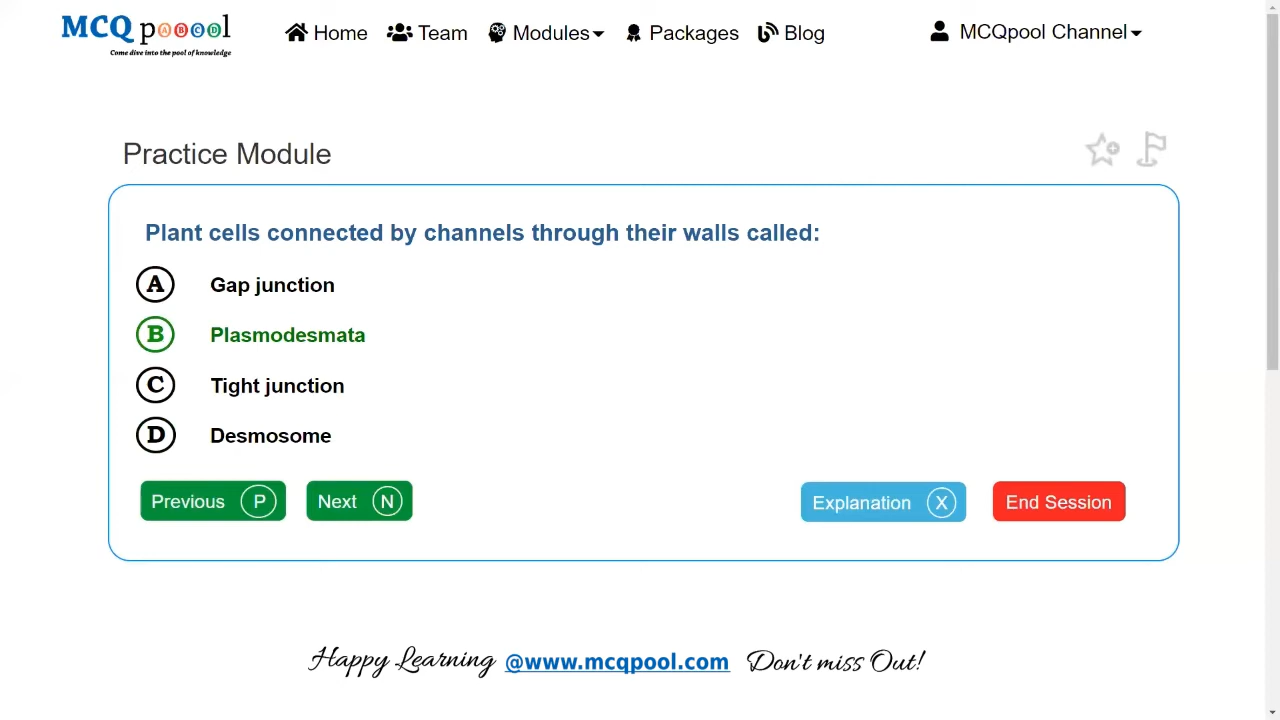 MCQ poABCDl
Come dive into the pool of knowledge
Home Team Modules Packages Blog MCQpool Channel
Practice Module
Plant cells connected by channels through their walls called:
A Gap junction
B Plasmodesmata
C Tight junction
D Desmosome
Previous P Next N Explanation X End Session
Happy Learning @www.mcqpool.com Don't miss Out!